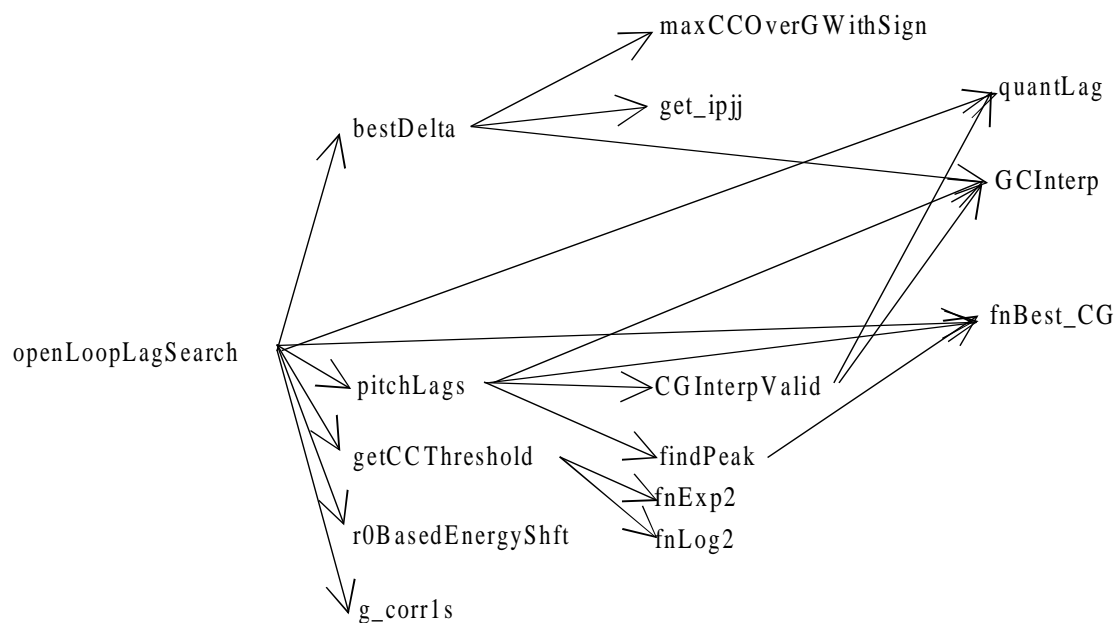 maxCCOverGWithSign
quantLag
get_ipjj
bestDelta
GCInterp
fnBest_CG
openLoopLagSearch
pitchLags
CGInterpValid
getCCThreshold
findPeak
fnExp2
r0BasedEnergyShft
fnLog2
g_corr1s